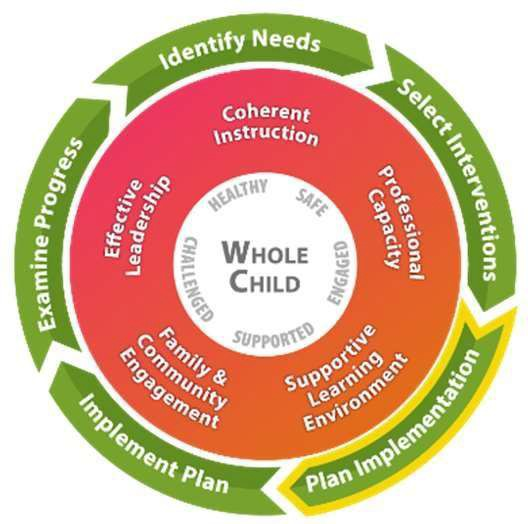 Identify Needs
Select Interventions
Plan Implementation
Implement Plan
Examine Progress
Coherent
Instruction
Professional
Capacity
Supportive
Learning
Environment
Family &
Community
Engagement
Effective
Leadership
HEALTHY
SAFE
ENGAGED
SUPPORTED
CHALLENGED
WHOLE
CHILD